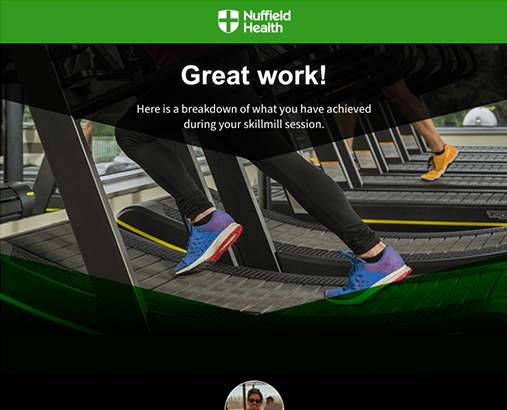 Nuffield
Health
Great work!
Here is a breakdown of what you have achieved
during your skillmill session.